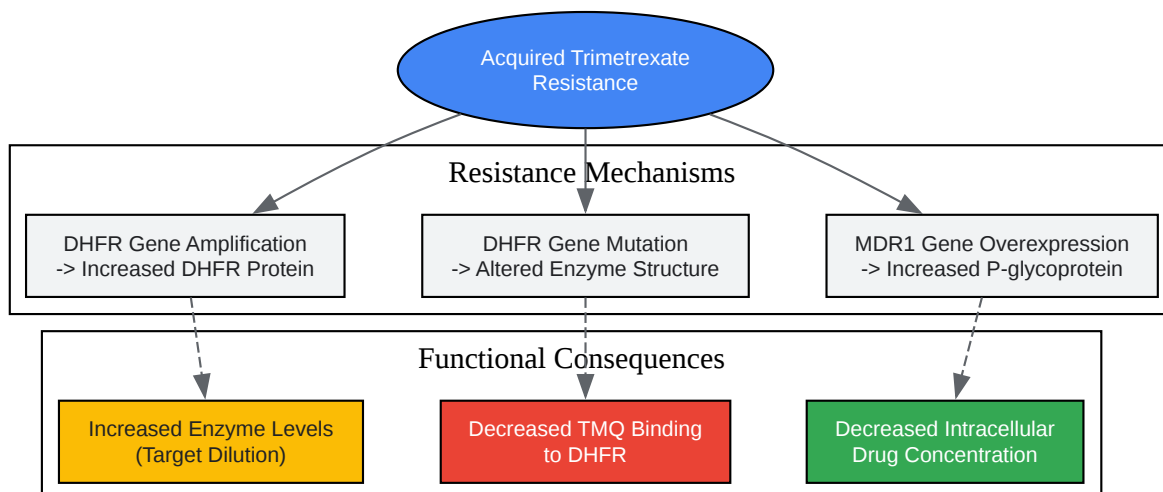 Acquired Trimetrexate
Resistance
Resistance Mechanisms
DHFR Gene Amplification
-> Increased DHFR Protein
DHFR Gene Mutation
-> Altered Enzyme Structure
MDR1 Gene Overexpression
-> Increased P-glycoprotein
Functional Consequences
Increased Enzyme Levels
(Target Dilution)
Decreased TMQ Binding
to DHFR
Decreased Intracellular
Drug Concentration